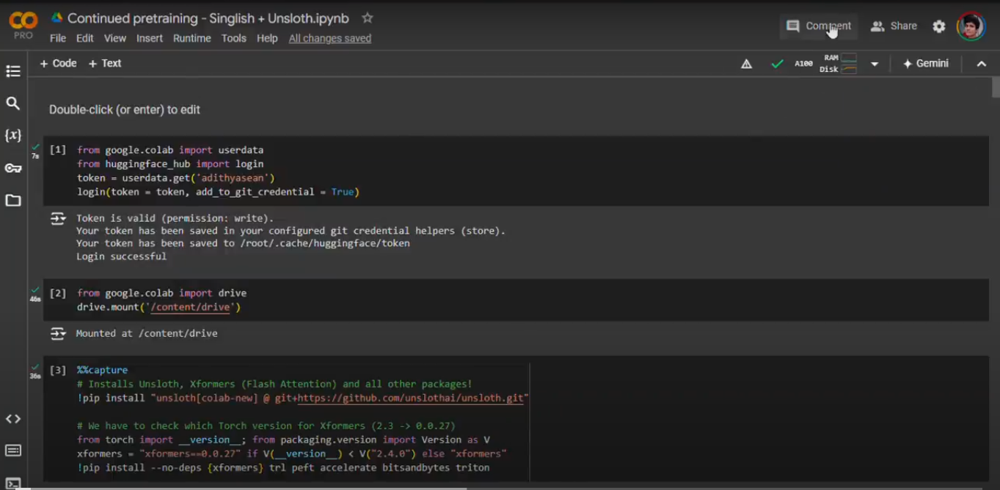 CO
PRO
Continued pretraining - Singlish + Unsloth.ipynb
File Edit View Insert Runtime Tools Help All changes saved
Comment
Share
+ Code + Text
A100
RAM
Disk
Gemini
Double-click (or enter) to edit
{x}
7s
[1] from google.colab import userdata
from huggingface_hub import login
token = userdata.get('adithyasean')
login(token = token, add_to_git_credential = True)
Token is valid (permission: write).
Your token has been saved in your configured git credential helpers (store).
Your token has been saved to /root/.cache/huggingface/token
Login successful
46s
[2] from google.colab import drive
drive.mount('/content/drive')
Mounted at /content/drive
36s
[3] %%capture
# Installs Unsloth, Xformers (Flash Attention) and all other packages!
!pip install "unsloth[colab-new] @ git+https://github.com/unslothai/unsloth.git"
# We have to check which Torch version for Xformers (2.3 -> 0.0.27)
from torch import __version__; from packaging.version import Version as V
xformers = "xformers==0.0.27" if V(__version__) < V("2.4.0") else "xformers"
!pip install --no-deps {xformers} trl peft accelerate bitsandbytes triton